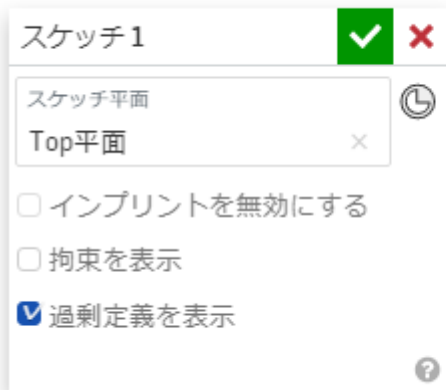 スケッチ1
スケッチ平面
Top平面
インプリントを無効にする
拘束を表示
過剰定義を表示